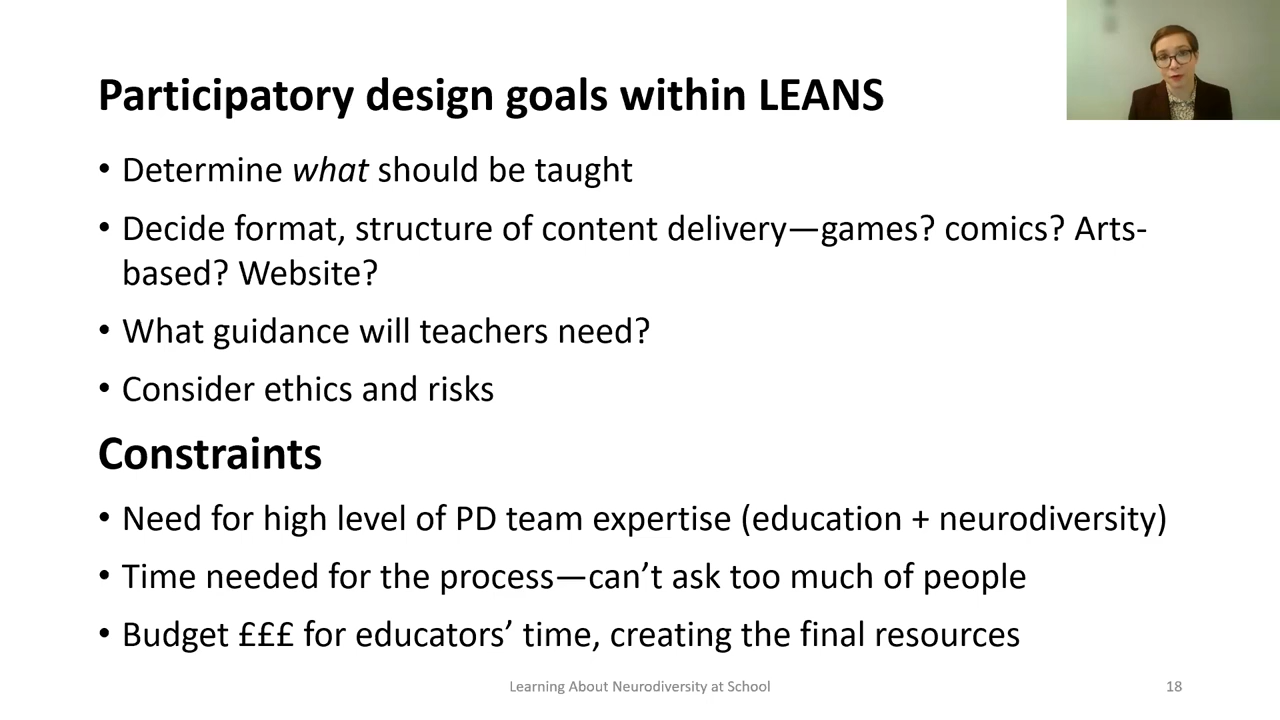 Participatory design goals within LEANS
• Determine what should be taught
• Decide format, structure of content delivery—games? comics? Arts-
based? Website?
• What guidance will teachers need?
• Consider ethics and risks
Constraints
• Need for high level of PD team expertise (education + neurodiversity)
• Time needed for the process—can’t ask too much of people
• Budget £££ for educators’ time, creating the final resources
Learning About Neurodiversity at School
18